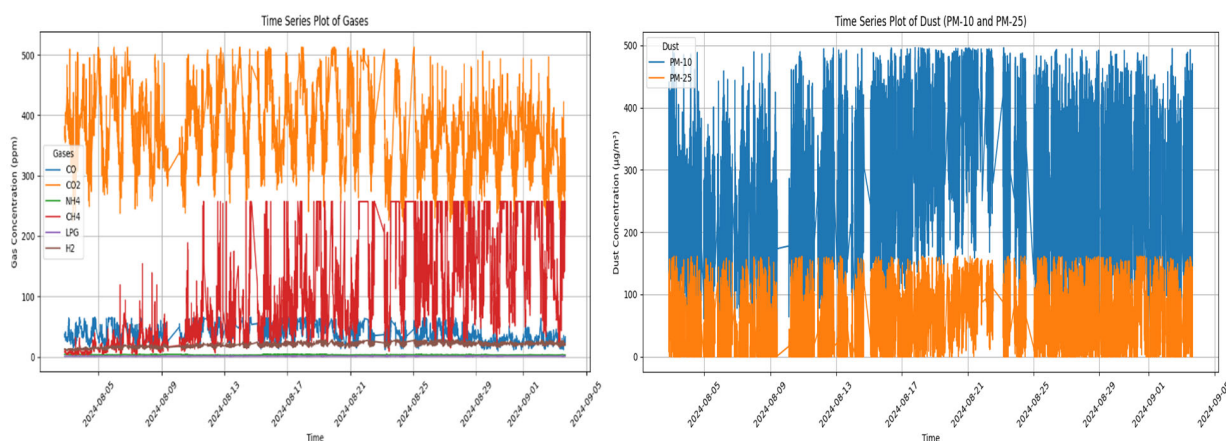 Time Series Plot of Gases
Gas Concentration (ppm)
500
400
300
200
100
0
Gases
CO
CO2
NH4
CH4
LPG
H2
2024-08-05
2024-08-09
2024-08-13
2024-08-17
2024-08-21
2024-08-25
2024-08-29
2024-09-01
2024-09-05
Time
Time Series Plot of Dust (PM-10 and PM-25)
Dust Concentration (µg/m³)
500
400
300
200
100
0
Dust
PM-10
PM-25
2024-08-05
2024-08-09
2024-08-13
2024-08-17
2024-08-21
2024-08-25
2024-08-29
2024-09-01
Time